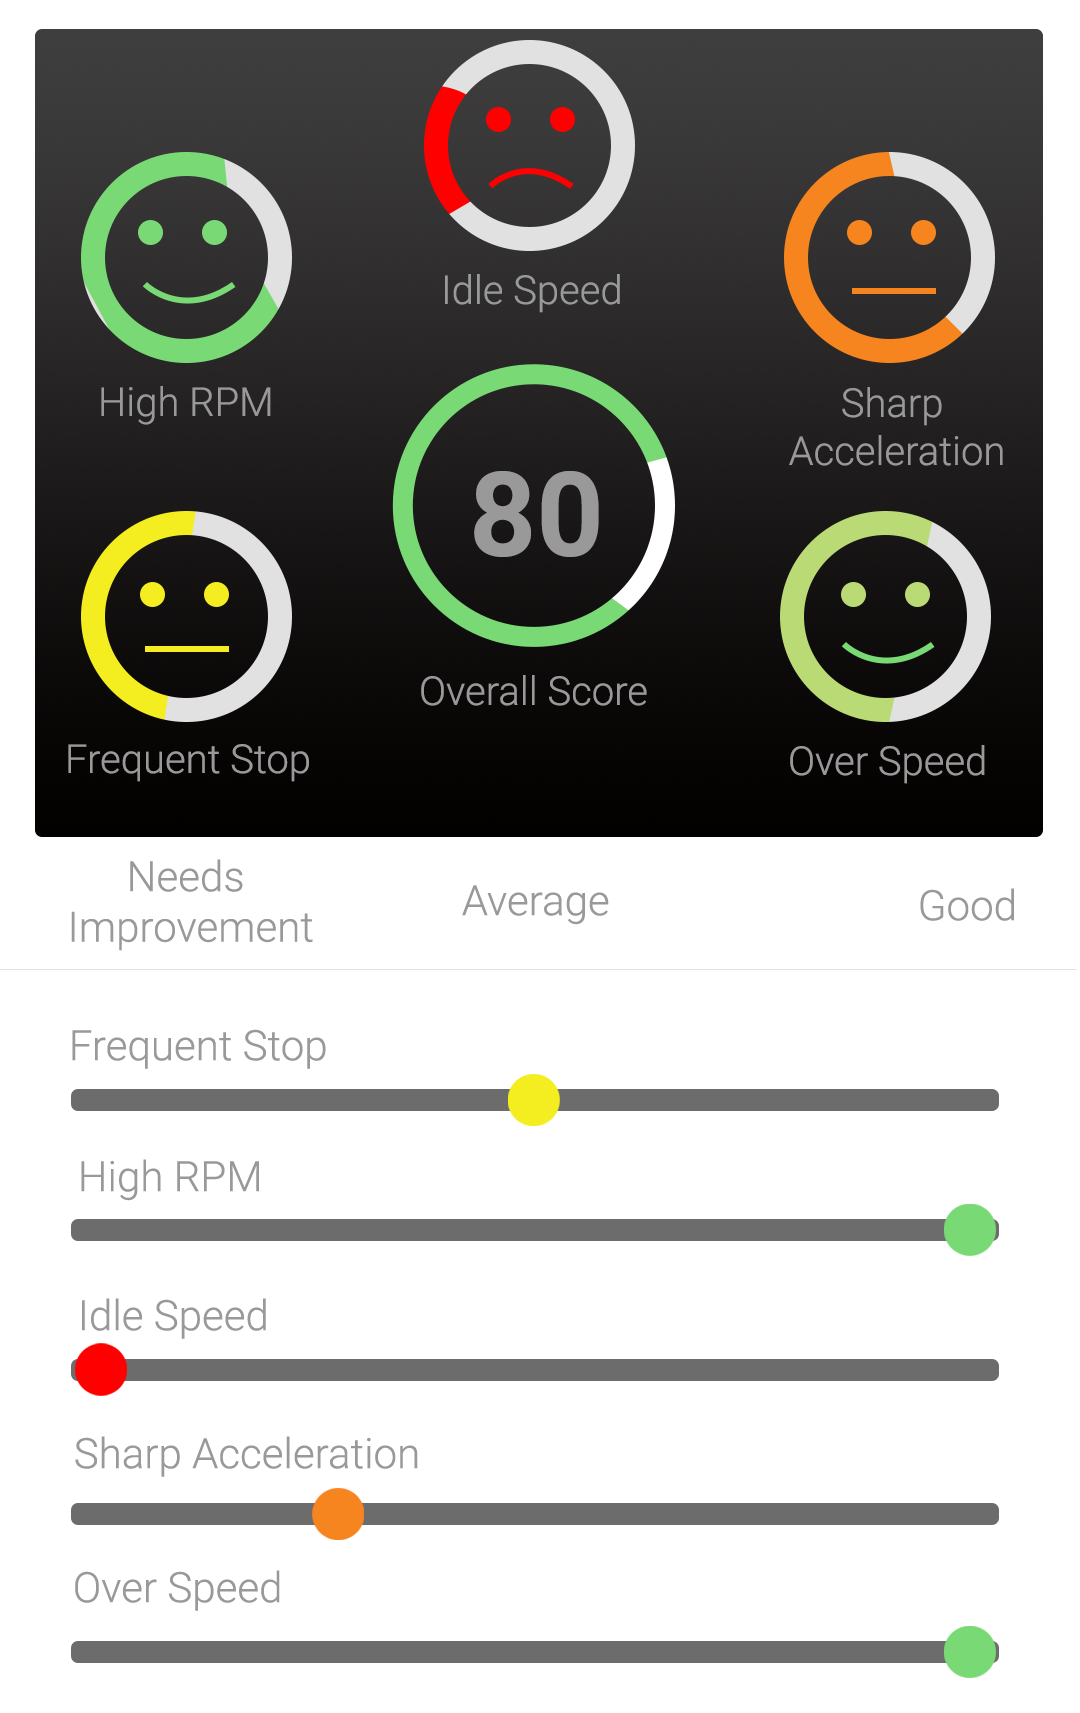 Idle Speed
High RPM
Sharp
Acceleration
80
Overall Score
Frequent Stop
Over Speed
Needs
Improvement
Average
Good
Frequent Stop
High RPM
Idle Speed
Sharp Acceleration
Over Speed